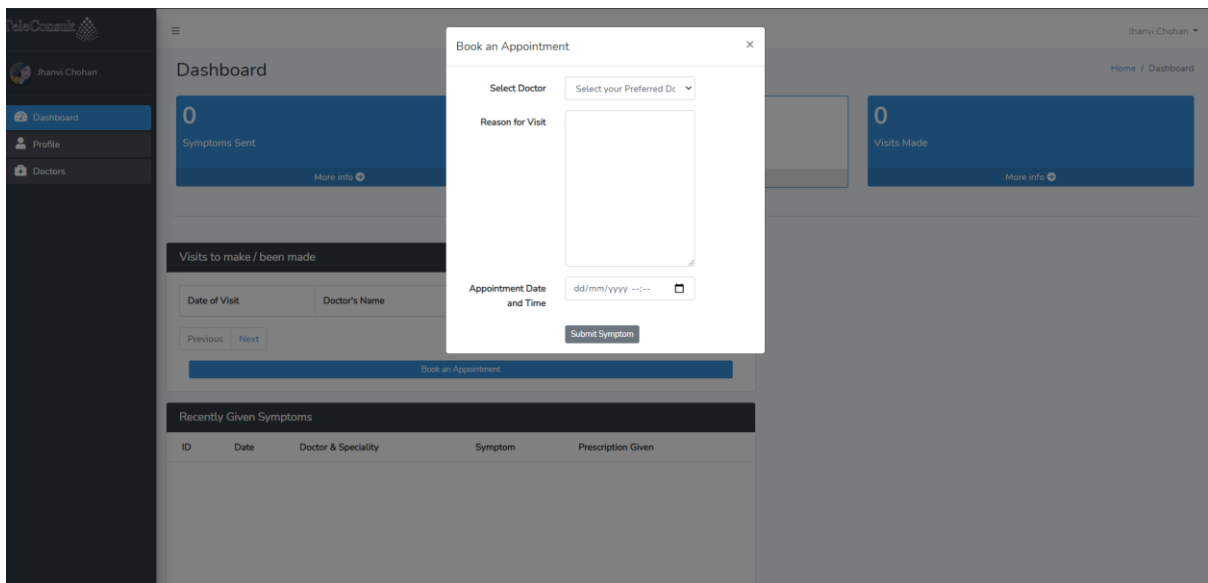 TeleConsult
Jhanvi Chohan
Dashboard
Profile
Doctors
Jhanvi Chohan
Dashboard
Home / Dashboard
0
Symptoms Sent
More info
0
Visits Made
More info
Visits to make / been made
Date of Visit
Doctor's Name
Previous
Next
Book an Appointment
Recently Given Symptoms
ID
Date
Doctor & Speciality
Symptom
Prescription Given
Book an Appointment
×
Select Doctor
Select your Preferred Dc
Reason for Visit
Appointment Date
and Time
dd/mm/yyyy --:--
Submit Symptom